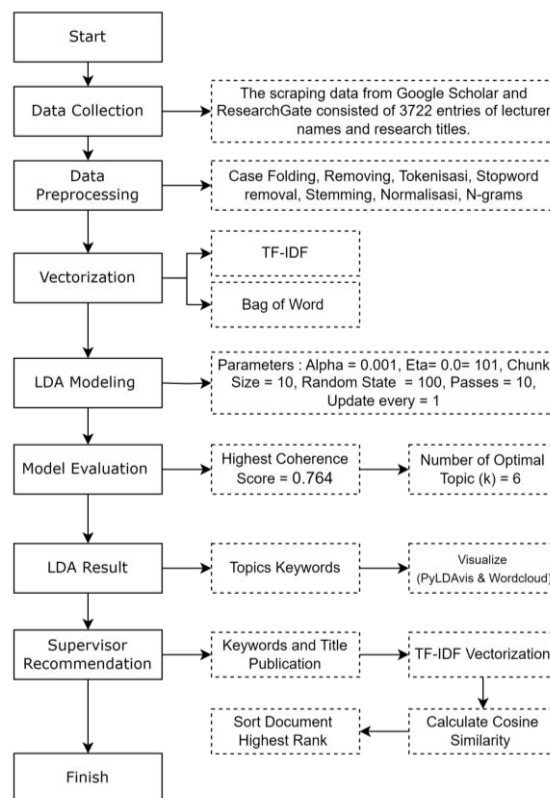 Start
Data Collection
The scraping data from Google Scholar and
ResearchGate consisted of 3722 entries of lecturer
names and research titles.
Data
Preprocessing
Case Folding, Removing, Tokenisasi, Stopword
removal, Stemming, Normalisasi, N-grams
Vectorization
TF-IDF
Bag of Word
LDA Modeling
Parameters : Alpha = 0.001, Eta= 0.0= 101, Chunk
Size = 10, Random State = 100, Passes = 10,
Update every = 1
Model Evaluation
Highest Coherence
Score = 0.764
Number of Optimal
Topic (k) = 6
LDA Result
Topics Keywords
Visualize
(PyLDAvis & Wordcloud)
Supervisor
Recommendation
Keywords and Title
Publication
TF-IDF Vectorization
Sort Document
Highest Rank
Calculate Cosine
Similarity
Finish